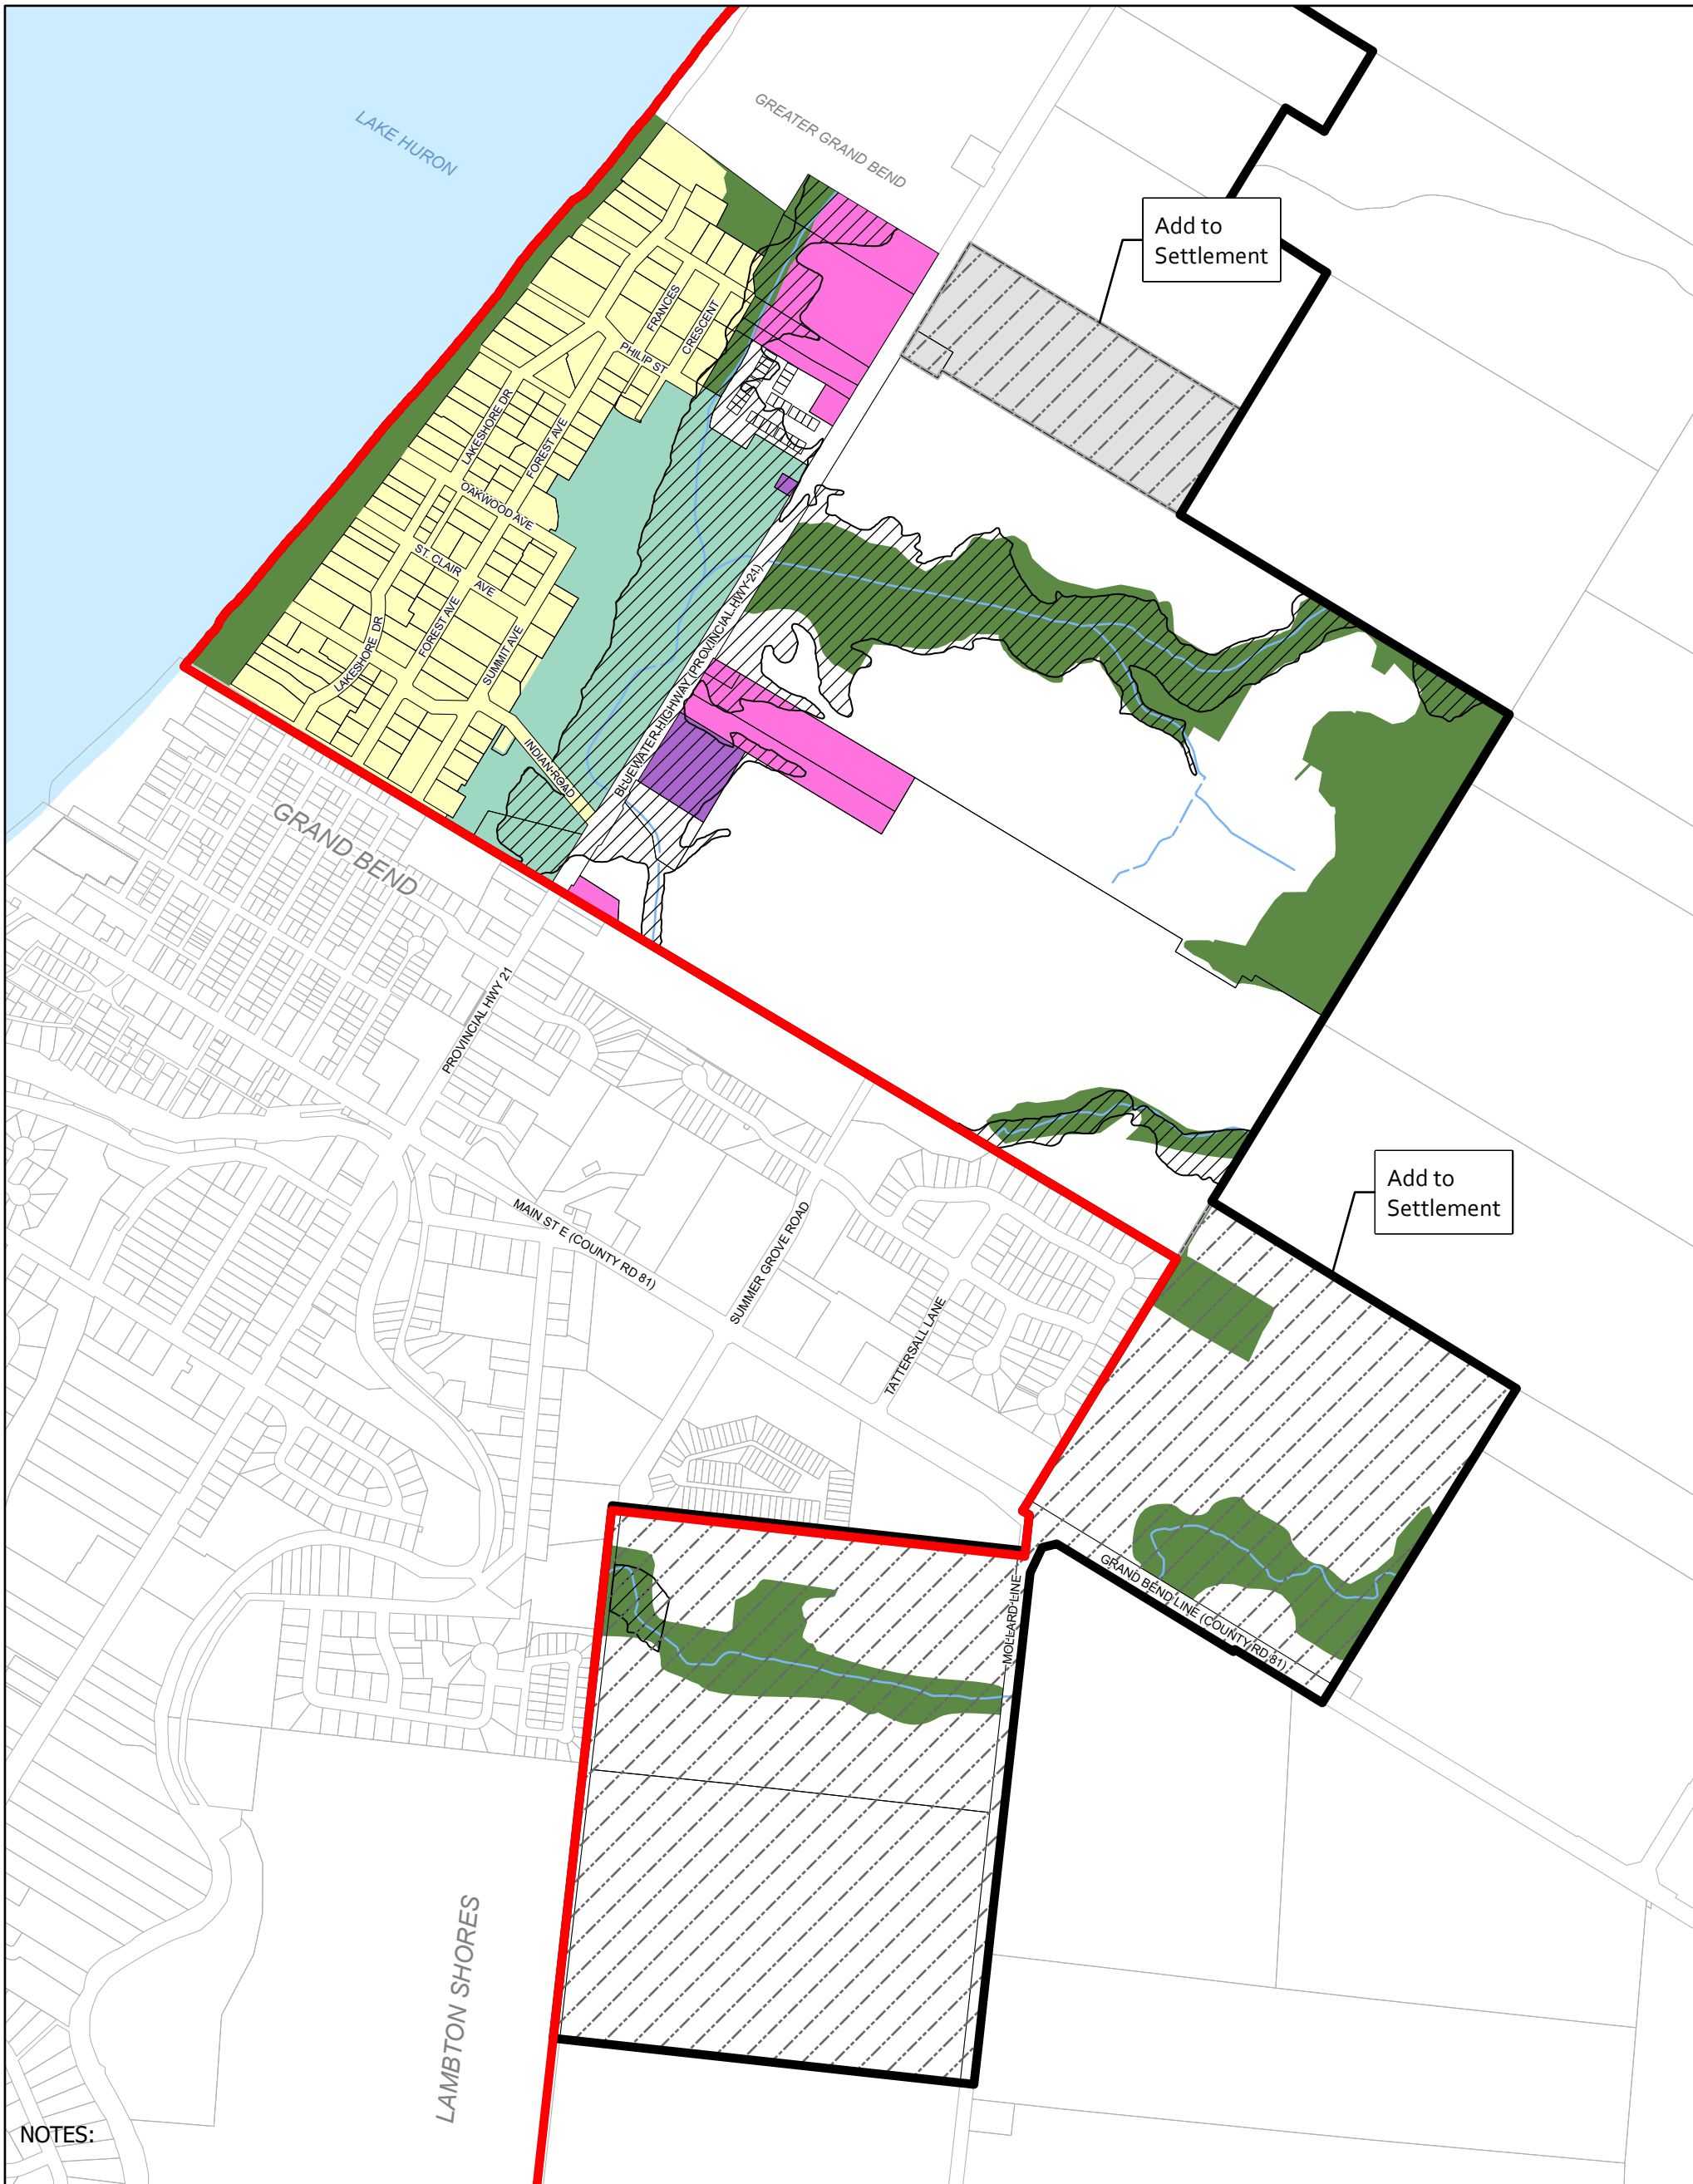 LAKE HURON
GREATER GRAND BEND
Add to
Settlement
FRANCES
CRESCENT
PHILIP ST
LAKESHORE DR
FOREST AVE
OAKWOOD AVE
ST. CLAIR AVE
FOREST AVE
LAKESHORE DR
SUMMIT AVE
INDIAN ROAD
BLUEWATER HIGHWAY (PROVINCIAL HWY 21)
GRAND BEND
PROVINCIAL HWY 21
MAIN ST E (COUNTY RD 81)
SUMMER GROVE ROAD
TATTERSALL LANE
Add to
Settlement
GRAND BEND LINE (COUNTY RD 81)
MOLLARD LINE
LAMBTON SHORES
NOTES: